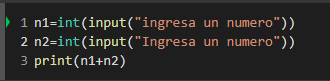 1 n1=int(input("ingresa un numero"))
2 n2=int(input("Ingresa un numero"))
3 print(n1+n2)